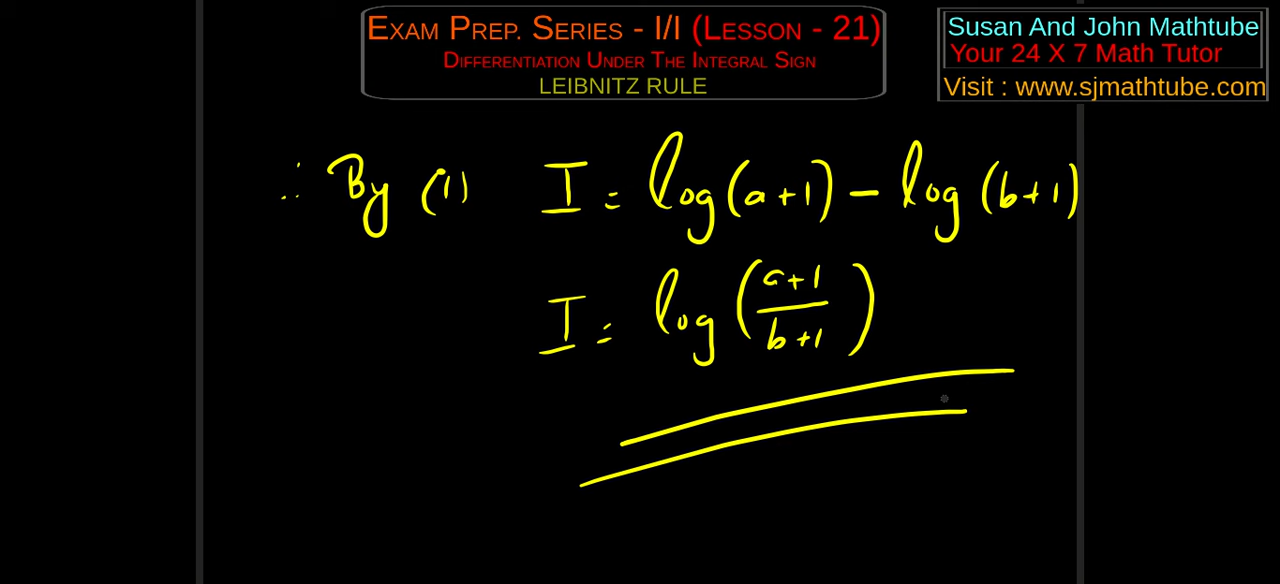 EXAM PREP. SERIES - I/I (LESSON - 21)
DIFFERENTIATION UNDER THE INTEGRAL SIGN
LEIBNITZ RULE
Susan And John Mathtube
Your 24 X 7 Math Tutor
Visit : www.sjmathtube.com
∴ By (1) I = log(a+1) - log(b+1)
I = log((a+1)/(b+1))